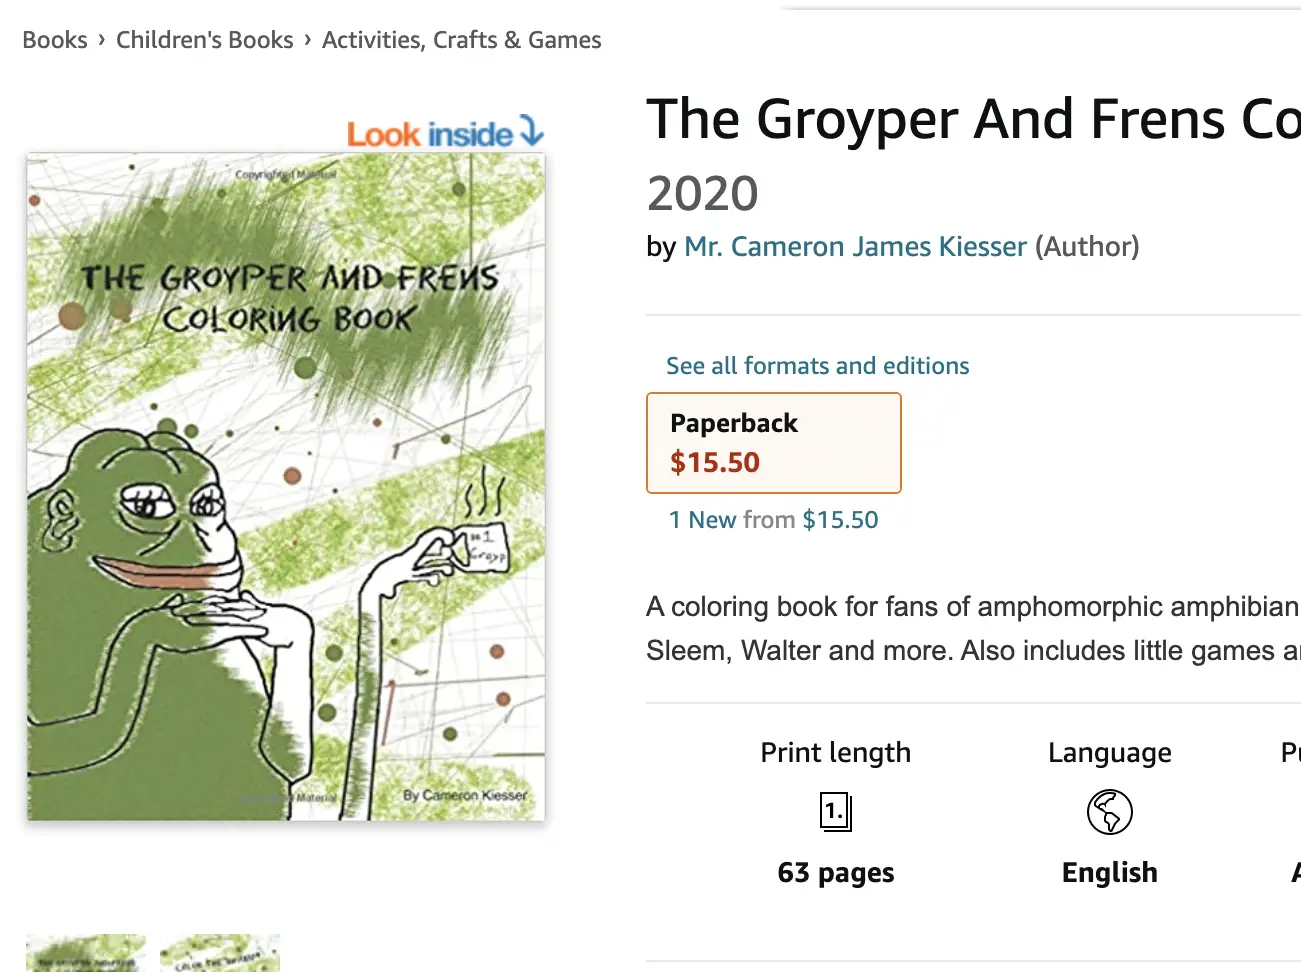 Books › Children's Books › Activities, Crafts & Games
Look inside
Copyrighted Material
THE GROYPER AND FRENS
COLORING BOOK
#1
Groyp
Copyrighted Material
By Cameron Kiesser
The Groyper And Frens Co
2020
by Mr. Cameron James Kiesser (Author)
See all formats and editions
Paperback
$15.50
1 New from $15.50
A coloring book for fans of amphomorphic amphibian
Sleem, Walter and more. Also includes little games a
Print length
Language
1.
63 pages
English